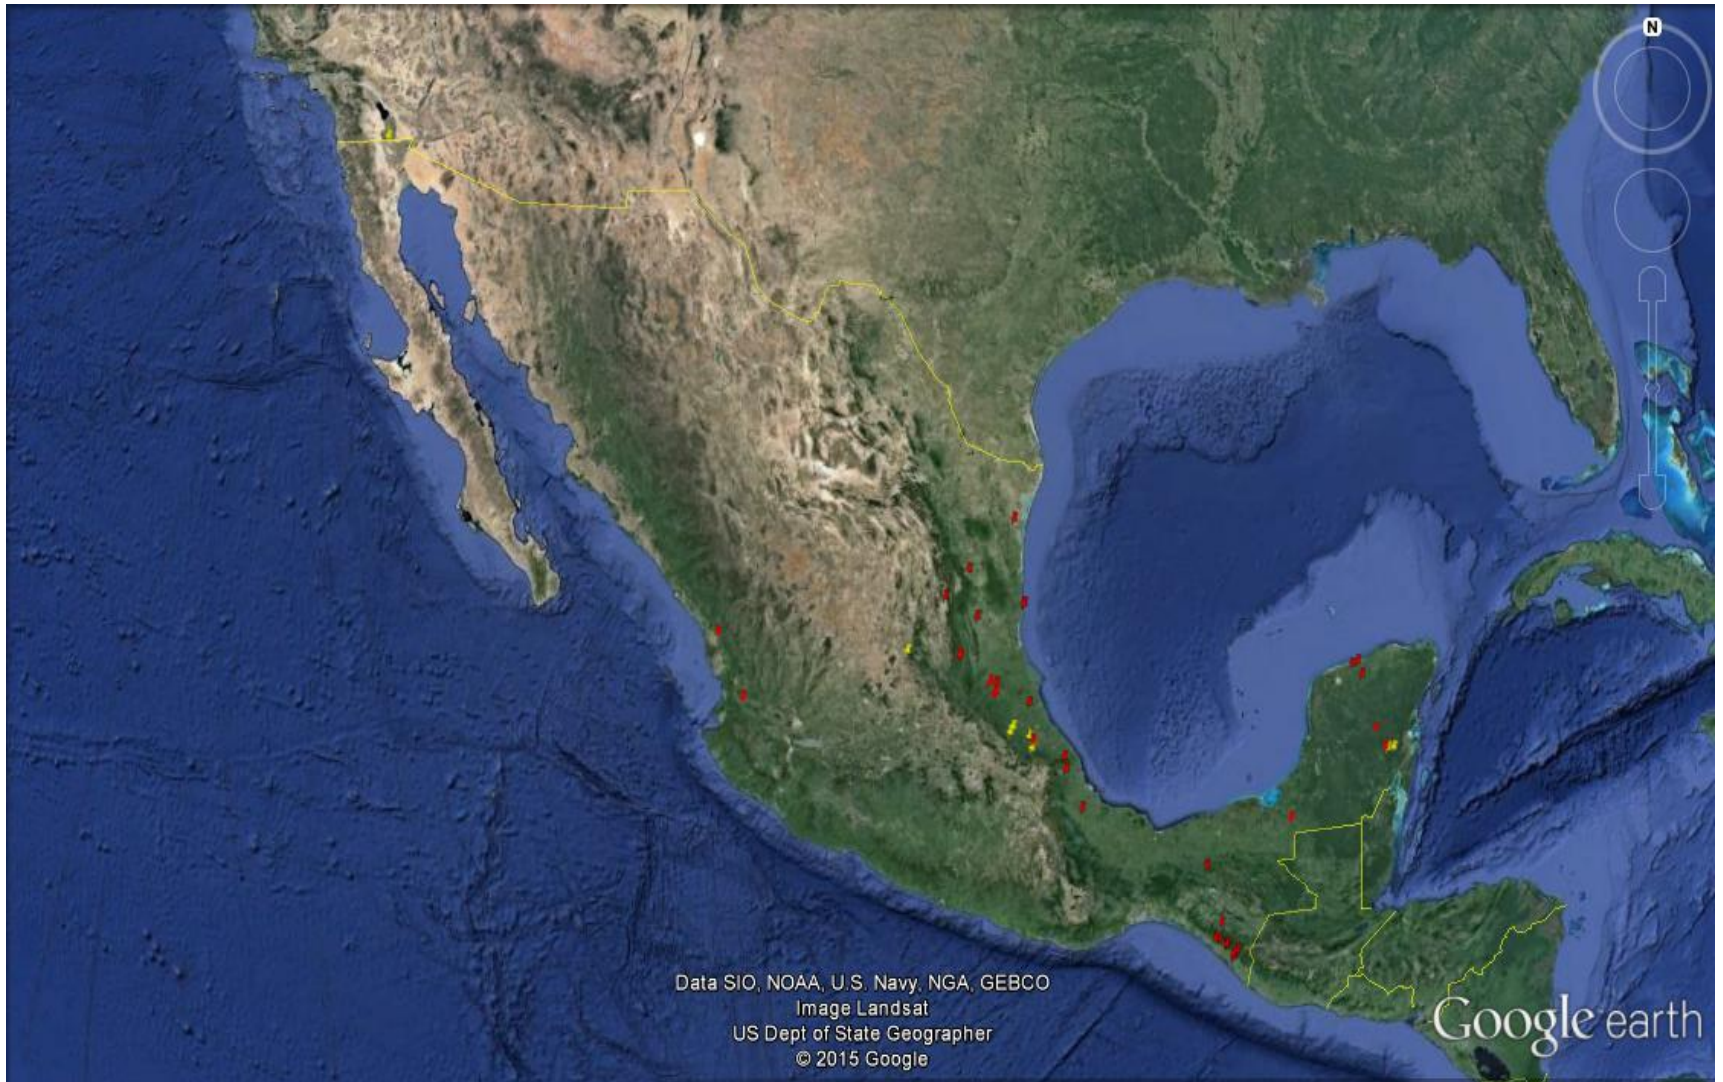 N
Data SIO, NOAA, U.S. Navy, NGA, GEBCO
Image Landsat
US Dept of State Geographer
© 2015 Google
Google earth